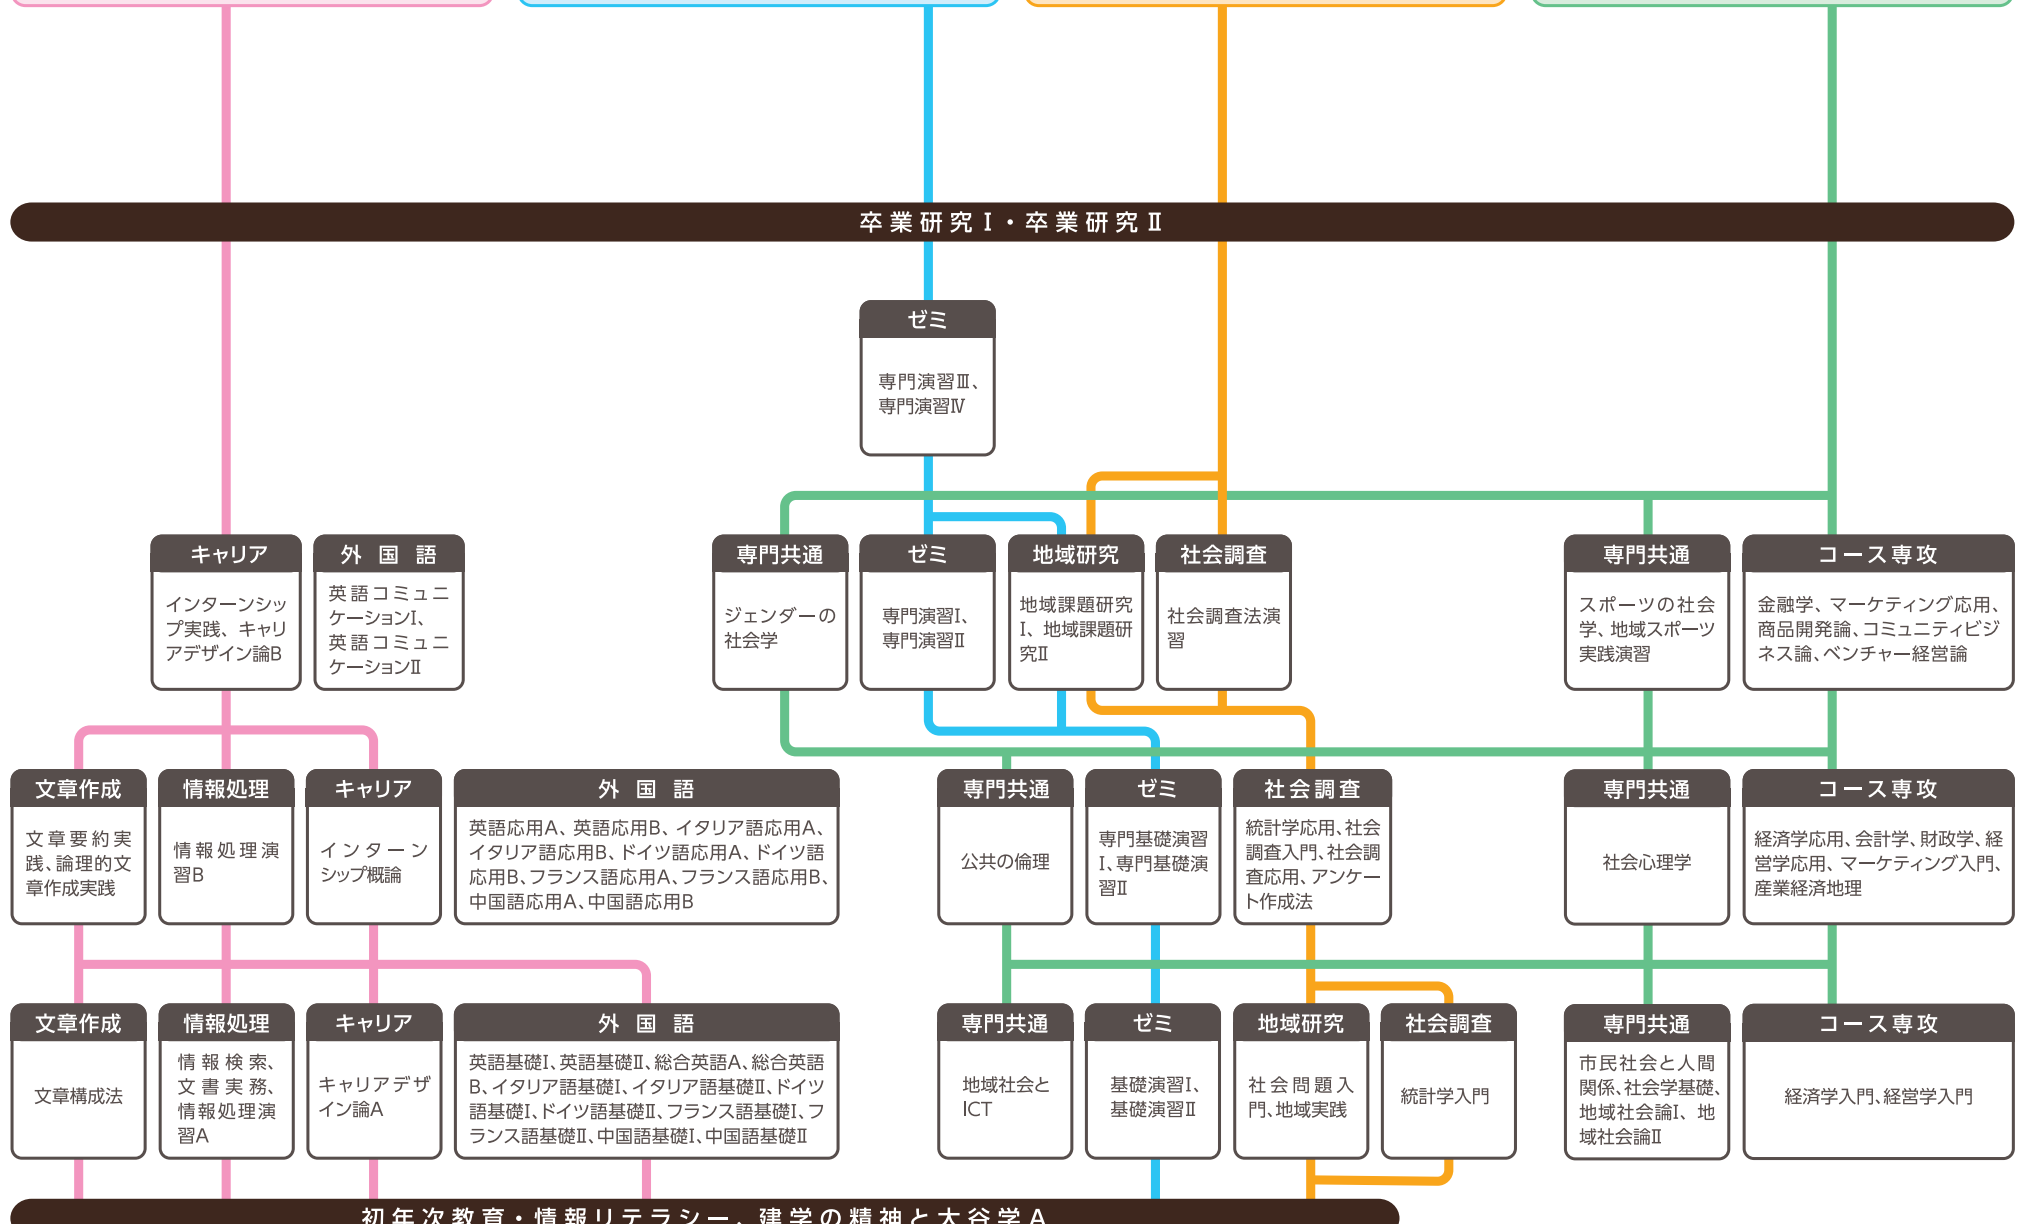 卒業研究Ⅰ・卒業研究Ⅱ
ゼミ
専門演習Ⅲ、
専門演習Ⅳ
キャリア
インターンシッ
プ実践、キャリ
アデザイン論B
外国語
英語コミュニ
ケーションⅠ、
英語コミュニ
ケーションⅡ
専門共通
ジェンダーの
社会学
ゼミ
専門演習Ⅰ、
専門演習Ⅱ
地域研究
地域課題研究
Ⅰ、地域課題研
究Ⅱ
社会調査
社会調査法演
習
専門共通
スポーツの社会
学、地域スポーツ
実践演習
コース専攻
金融学、マーケティング応用、
商品開発論、コミュニティビジ
ネス論、ベンチャー経営論
文章作成
文章要約実
践、論理的文
章作成実践
情報処理
情報処理演
習B
キャリア
インターン
シップ概論
外国語
英語応用A、英語応用B、イタリア語応用A、
イタリア語応用B、ドイツ語応用A、ドイツ語
応用B、フランス語応用A、フランス語応用B、
中国語応用A、中国語応用B
専門共通
公共の倫理
ゼミ
専門基礎演習
Ⅰ、専門基礎演
習Ⅱ
社会調査
統計学応用、社会
調査入門、社会調
査応用、アンケー
ト作成法
専門共通
社会心理学
コース専攻
経済学応用、会計学、財政学、経
営学応用、マーケティング入門、
産業経済地理
文章作成
文章構成法
情報処理
情報検索、
文書実務、
情報処理演
習A
キャリア
キャリアデザ
イン論A
外国語
英語基礎Ⅰ、英語基礎Ⅱ、総合英語A、総合英語
B、イタリア語基礎Ⅰ、イタリア語基礎Ⅱ、ドイツ
語基礎Ⅰ、ドイツ語基礎Ⅱ、フランス語基礎Ⅰ、フ
ランス語基礎Ⅱ、中国語基礎Ⅰ、中国語基礎Ⅱ
専門共通
地域社会と
ICT
ゼミ
基礎演習Ⅰ、
基礎演習Ⅱ
地域研究
社会問題入
門、地域実践
社会調査
統計学入門
専門共通
市民社会と人間
関係、社会学基礎、
地域社会論Ⅰ、地
域社会論Ⅱ
コース専攻
経済学入門、経営学入門
初年次教育・情報リテラシー、建学の精神と大谷学A